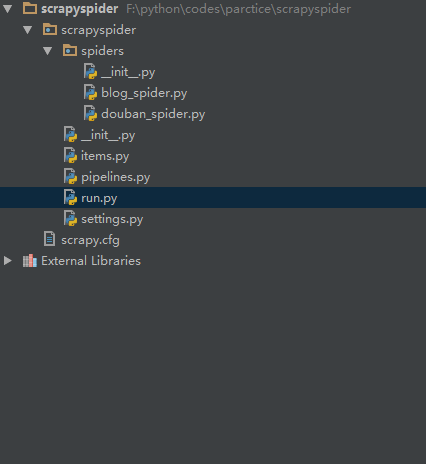 scrapyspider F:\python\codes\parctice\scrapyspider
scrapyspider
spiders
__init__.py
blog_spider.py
douban_spider.py
__init__.py
items.py
pipelines.py
run.py
settings.py
scrapy.cfg
External Libraries